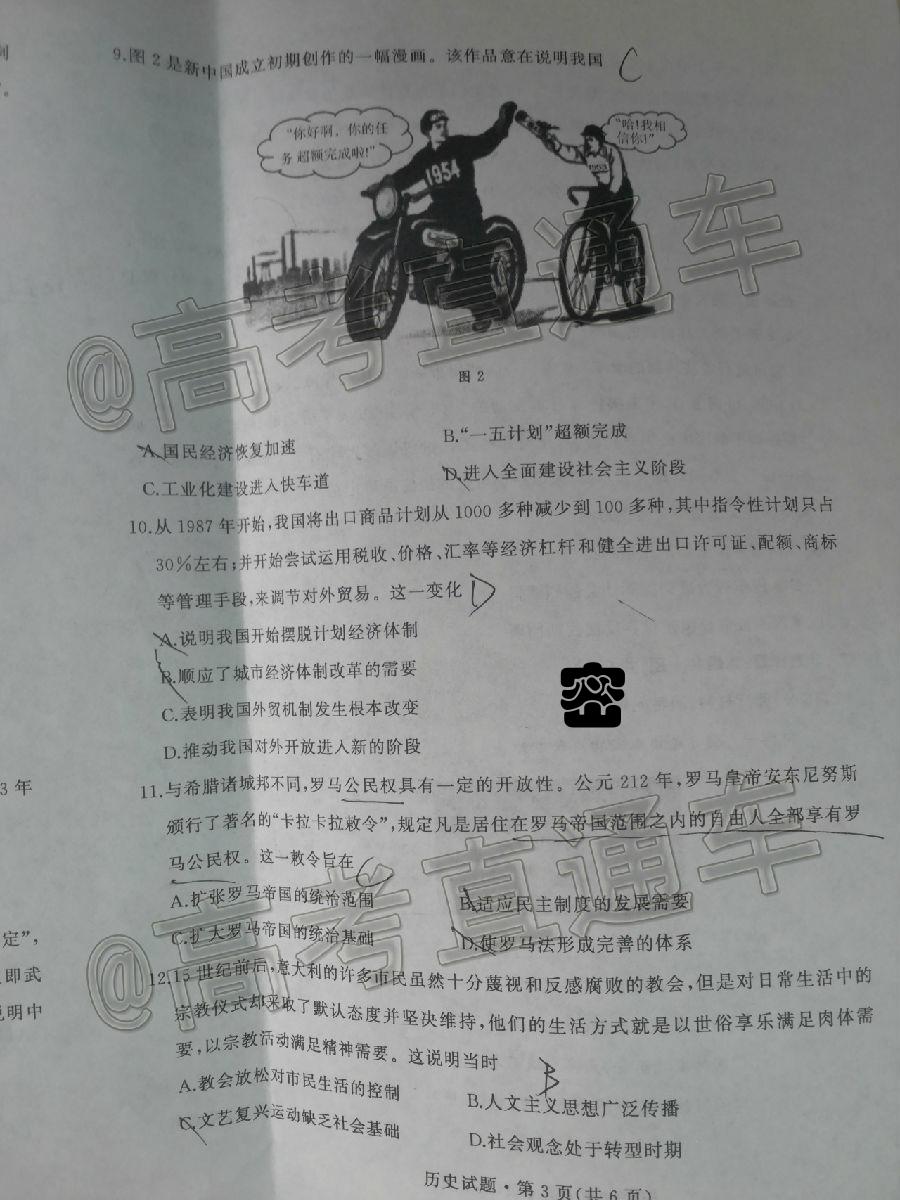 9.图2是新中国成立初期创作的一幅漫画。该作品意在说明我国 C
"你好啊，你的任
务超额完成啦!"
"哈!我相
信你!"
1954
1953
图2
A.国民经济恢复加速
B."一五计划"超额完成
C.工业化建设进入快车道
D.进入全面建设社会主义阶段
10.从1987年开始,我国将出口商品计划从1000多种减少到100多种,其中指令性计划只占
30%左右;并开始尝试运用税收、价格、汇率等经济杠杆和健全进出口许可证、配额、商标
等管理手段,来调节对外贸易。这一变化 D
A.说明我国开始摆脱计划经济体制
B.顺应了城市经济体制改革的需要
C.表明我国外贸机制发生根本改变
D.推动我国对外开放进入新的阶段
3年
11.与希腊诸城邦不同,罗马公民权具有一定的开放性。公元212年,罗马皇帝安东尼努斯
颁行了著名的"卡拉卡拉敕令",规定凡是居住在罗马帝国范围之内的自由人全部享有罗
马公民权。这一敕令旨在 C
A.扩张罗马帝国的统治范围
B.适应民主制度的发展需要
C.扩大罗马帝国的统治基础
D.使罗马法形成完善的体系
定",
即武
说明中
12.15世纪前后,意大利的许多市民虽然十分蔑视和反感腐败的教会,但是对日常生活中的
宗教仪式却采取了默认态度并坚决维持,他们的生活方式就是以世俗享乐满足肉体需
要,以宗教活动满足精神需要。这说明当时 B
A.教会放松对市民生活的控制
B.人文主义思想广泛传播
C.文艺复兴运动缺乏社会基础
D.社会观念处于转型时期
历史试题·第3页(共6页)
@高考直通车
@高考直通车